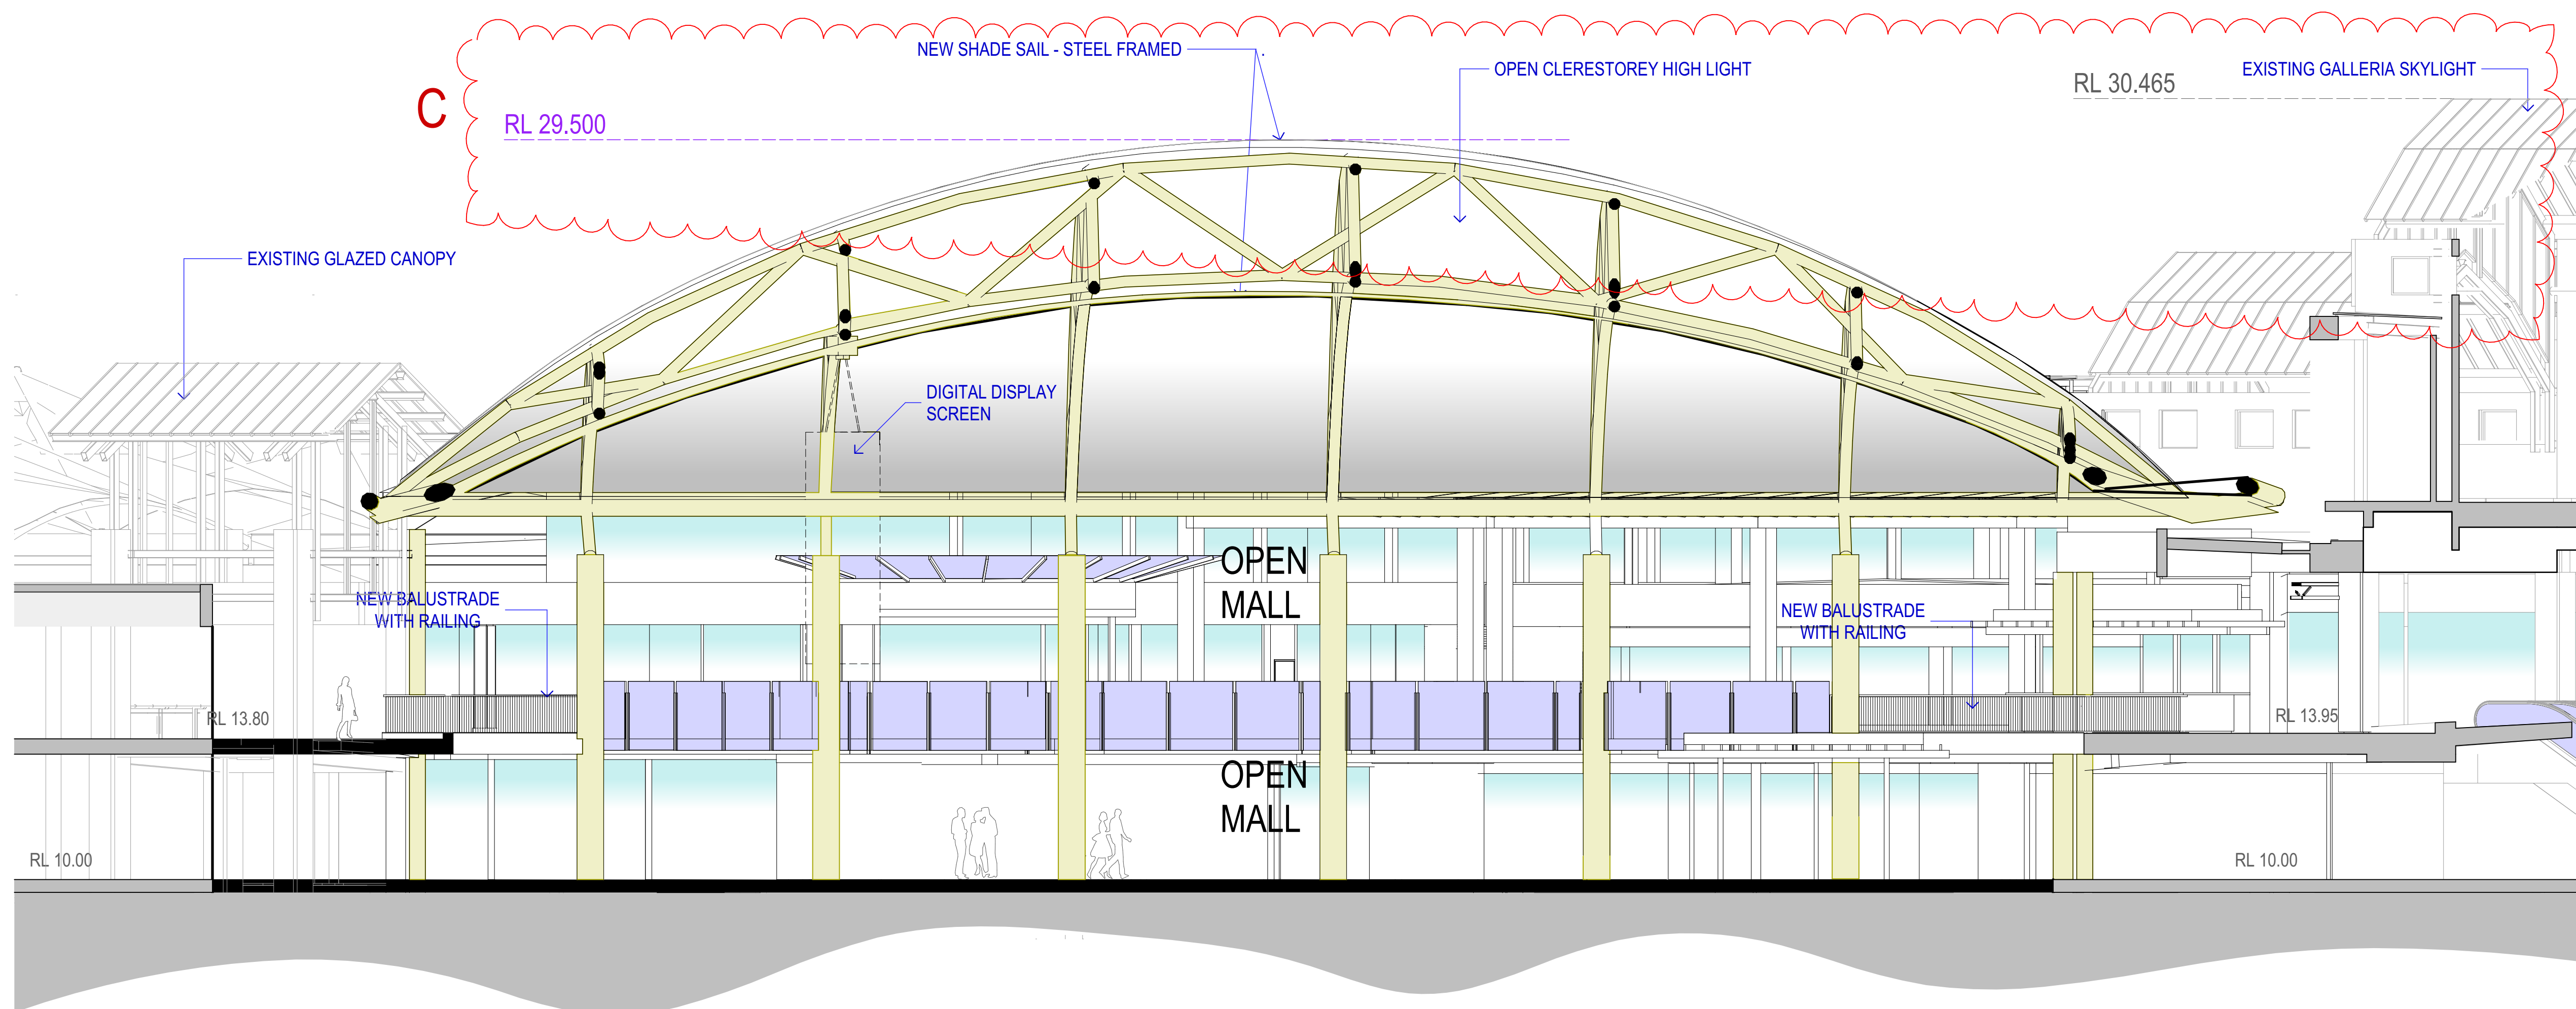 NEW SHADE SAIL - STEEL FRAMED
OPEN CLERESTOREY HIGH LIGHT
EXISTING GALLERIA SKYLIGHT
RL 30.465
C
RL 29.500
EXISTING GLAZED CANOPY
DIGITAL DISPLAY
SCREEN
OPEN
MALL
NEW BALUSTRADE
WITH RAILING
NEW BALUSTRADE
WITH RAILING
RL 13.80
RL 13.95
OPEN
MALL
RL 10.00
RL 10.00